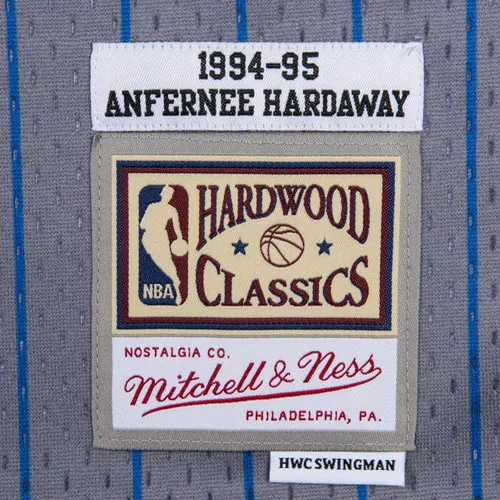 1994-95
ANFERNEE HARDAWAY
HARDWOOD
CLASSICS
NBA
NOSTALGIA CO.
Mitchell & Ness
PHILADELPHIA, PA.
HWC SWINGMAN